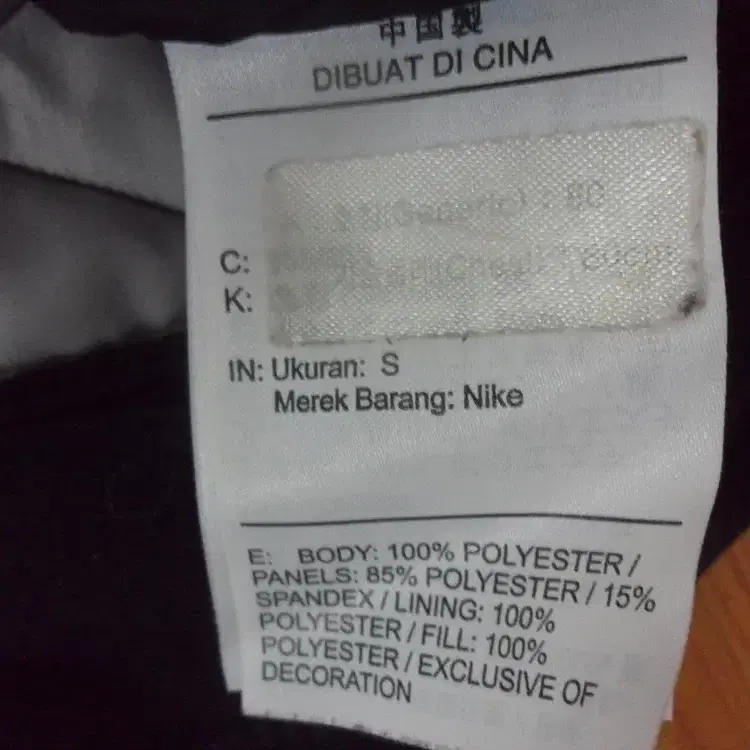 中国製
DIBUAT DI CINA
C:
K:
IN: Ukuran: S
Merek Barang: Nike
E: BODY: 100% POLYESTER /
PANELS: 85% POLYESTER / 15%
SPANDEX / LINING: 100%
POLYESTER / FILL: 100%
POLYESTER / EXCLUSIVE OF
DECORATION